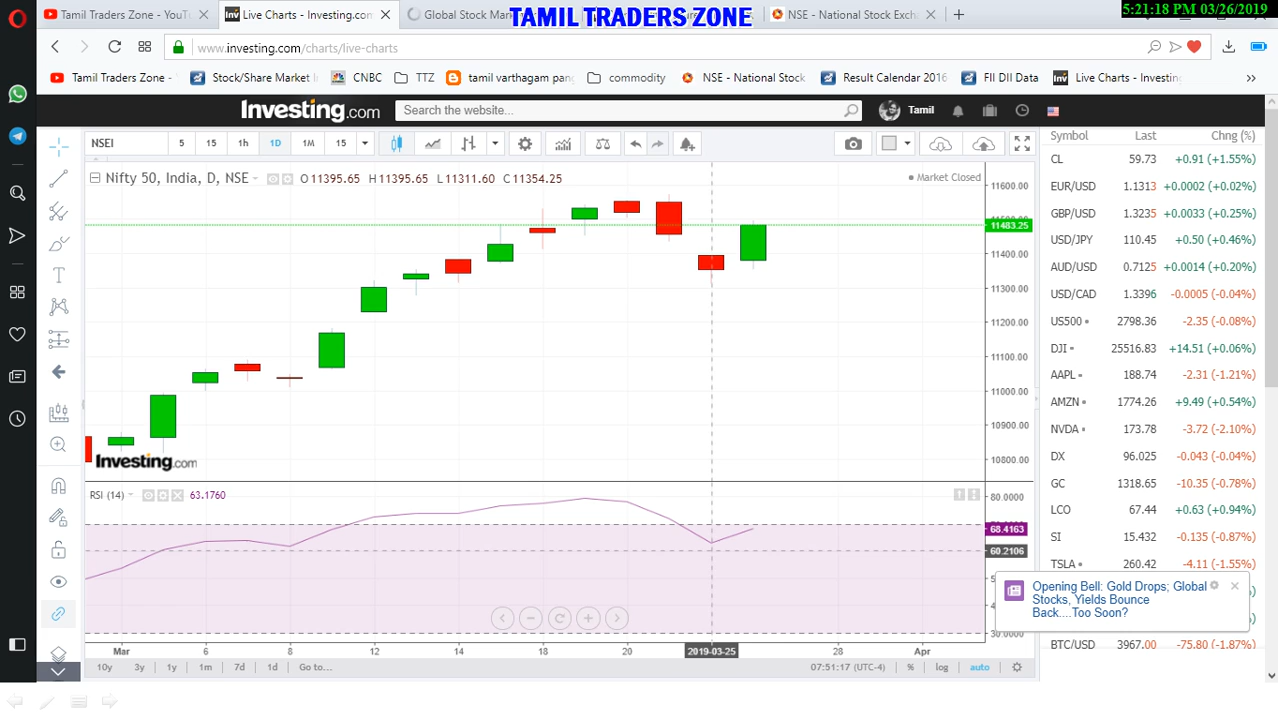 Tamil Traders Zone - YouT
Live Charts - Investing.com
Global Stock Mar
TAMIL TRADERS ZONE
NSE - National Stock Exch
5:21:18 PM 03/26/2019
www.investing.com/charts/live-charts
Tamil Traders Zone -
Stock/Share Market
CNBC
TTZ
tamil varthagam pang
commodity
NSE - National Stock
Result Calendar 2016
FII DII Data
Live Charts - Investing
Investing.com
Search the website...
Tamil
NSEI
5 15 1h 1D 1M 15
Nifty 50, India, D, NSE
O 11395.65 H 11395.65 L 11311.60 C 11354.25
Market Closed
11600.00
11483.25
11400.00
11300.00
11200.00
11100.00
11000.00
10900.00
10800.00
Investing.com
RSI (14) 63.1760
80.0000
68.4163
60.2106
30.0000
Mar 6 8 12 14 18 20 2019-03-25 28 Apr
10y 3y 1y 1m 7d 1d Go to... 07:51:17 (UTC-4) % log auto
Symbol Last Chng (%)
CL 59.73 +0.91 (+1.55%)
EUR/USD 1.1313 +0.0002 (+0.02%)
GBP/USD 1.3235 +0.0033 (+0.25%)
USD/JPY 110.45 +0.50 (+0.46%)
AUD/USD 0.7125 +0.0014 (+0.20%)
USD/CAD 1.3396 -0.0005 (-0.04%)
US500 2798.36 -2.35 (-0.08%)
DJI 25516.83 +14.51 (+0.06%)
AAPL 188.74 -2.31 (-1.21%)
AMZN 1774.26 +9.49 (+0.54%)
NVDA 173.78 -3.72 (-2.10%)
DX 96.025 -0.043 (-0.04%)
GC 1318.65 -10.35 (-0.78%)
LCO 67.44 +0.63 (+0.94%)
SI 15.432 -0.135 (-0.87%)
TSLA 260.42 -4.11 (-1.55%)
Opening Bell: Gold Drops; Global
Stocks, Yields Bounce
Back....Too Soon?
BTC/USD 3967.00 -75.80 (-1.87%)